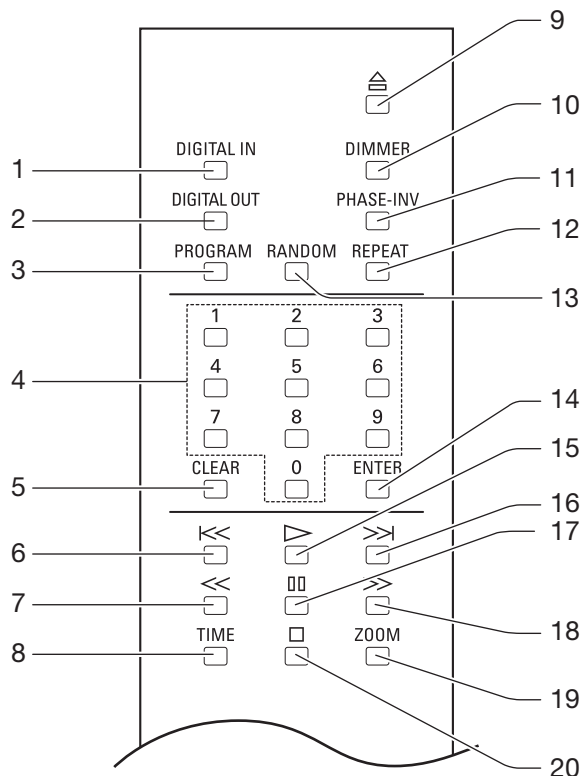 9
DIGITAL IN DIMMER
1 10
DIGITAL OUT PHASE-INV
2 11
PROGRAM RANDOM REPEAT
3 12
13
1 2 3
4 5 6
4
7 8 9
14
CLEAR 0 ENTER
5 15
16
6 17
7
18
TIME ZOOM
8 19
20